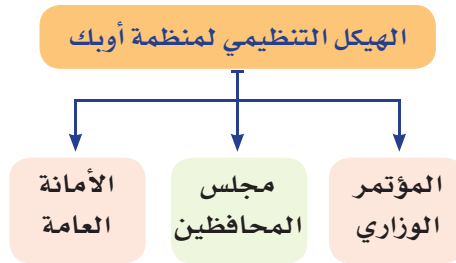 الهيكل التنظيمي لمنظمة أوبك
المؤتمر
الوزاري
مجلس
المحافظين
الأمانة
العامة